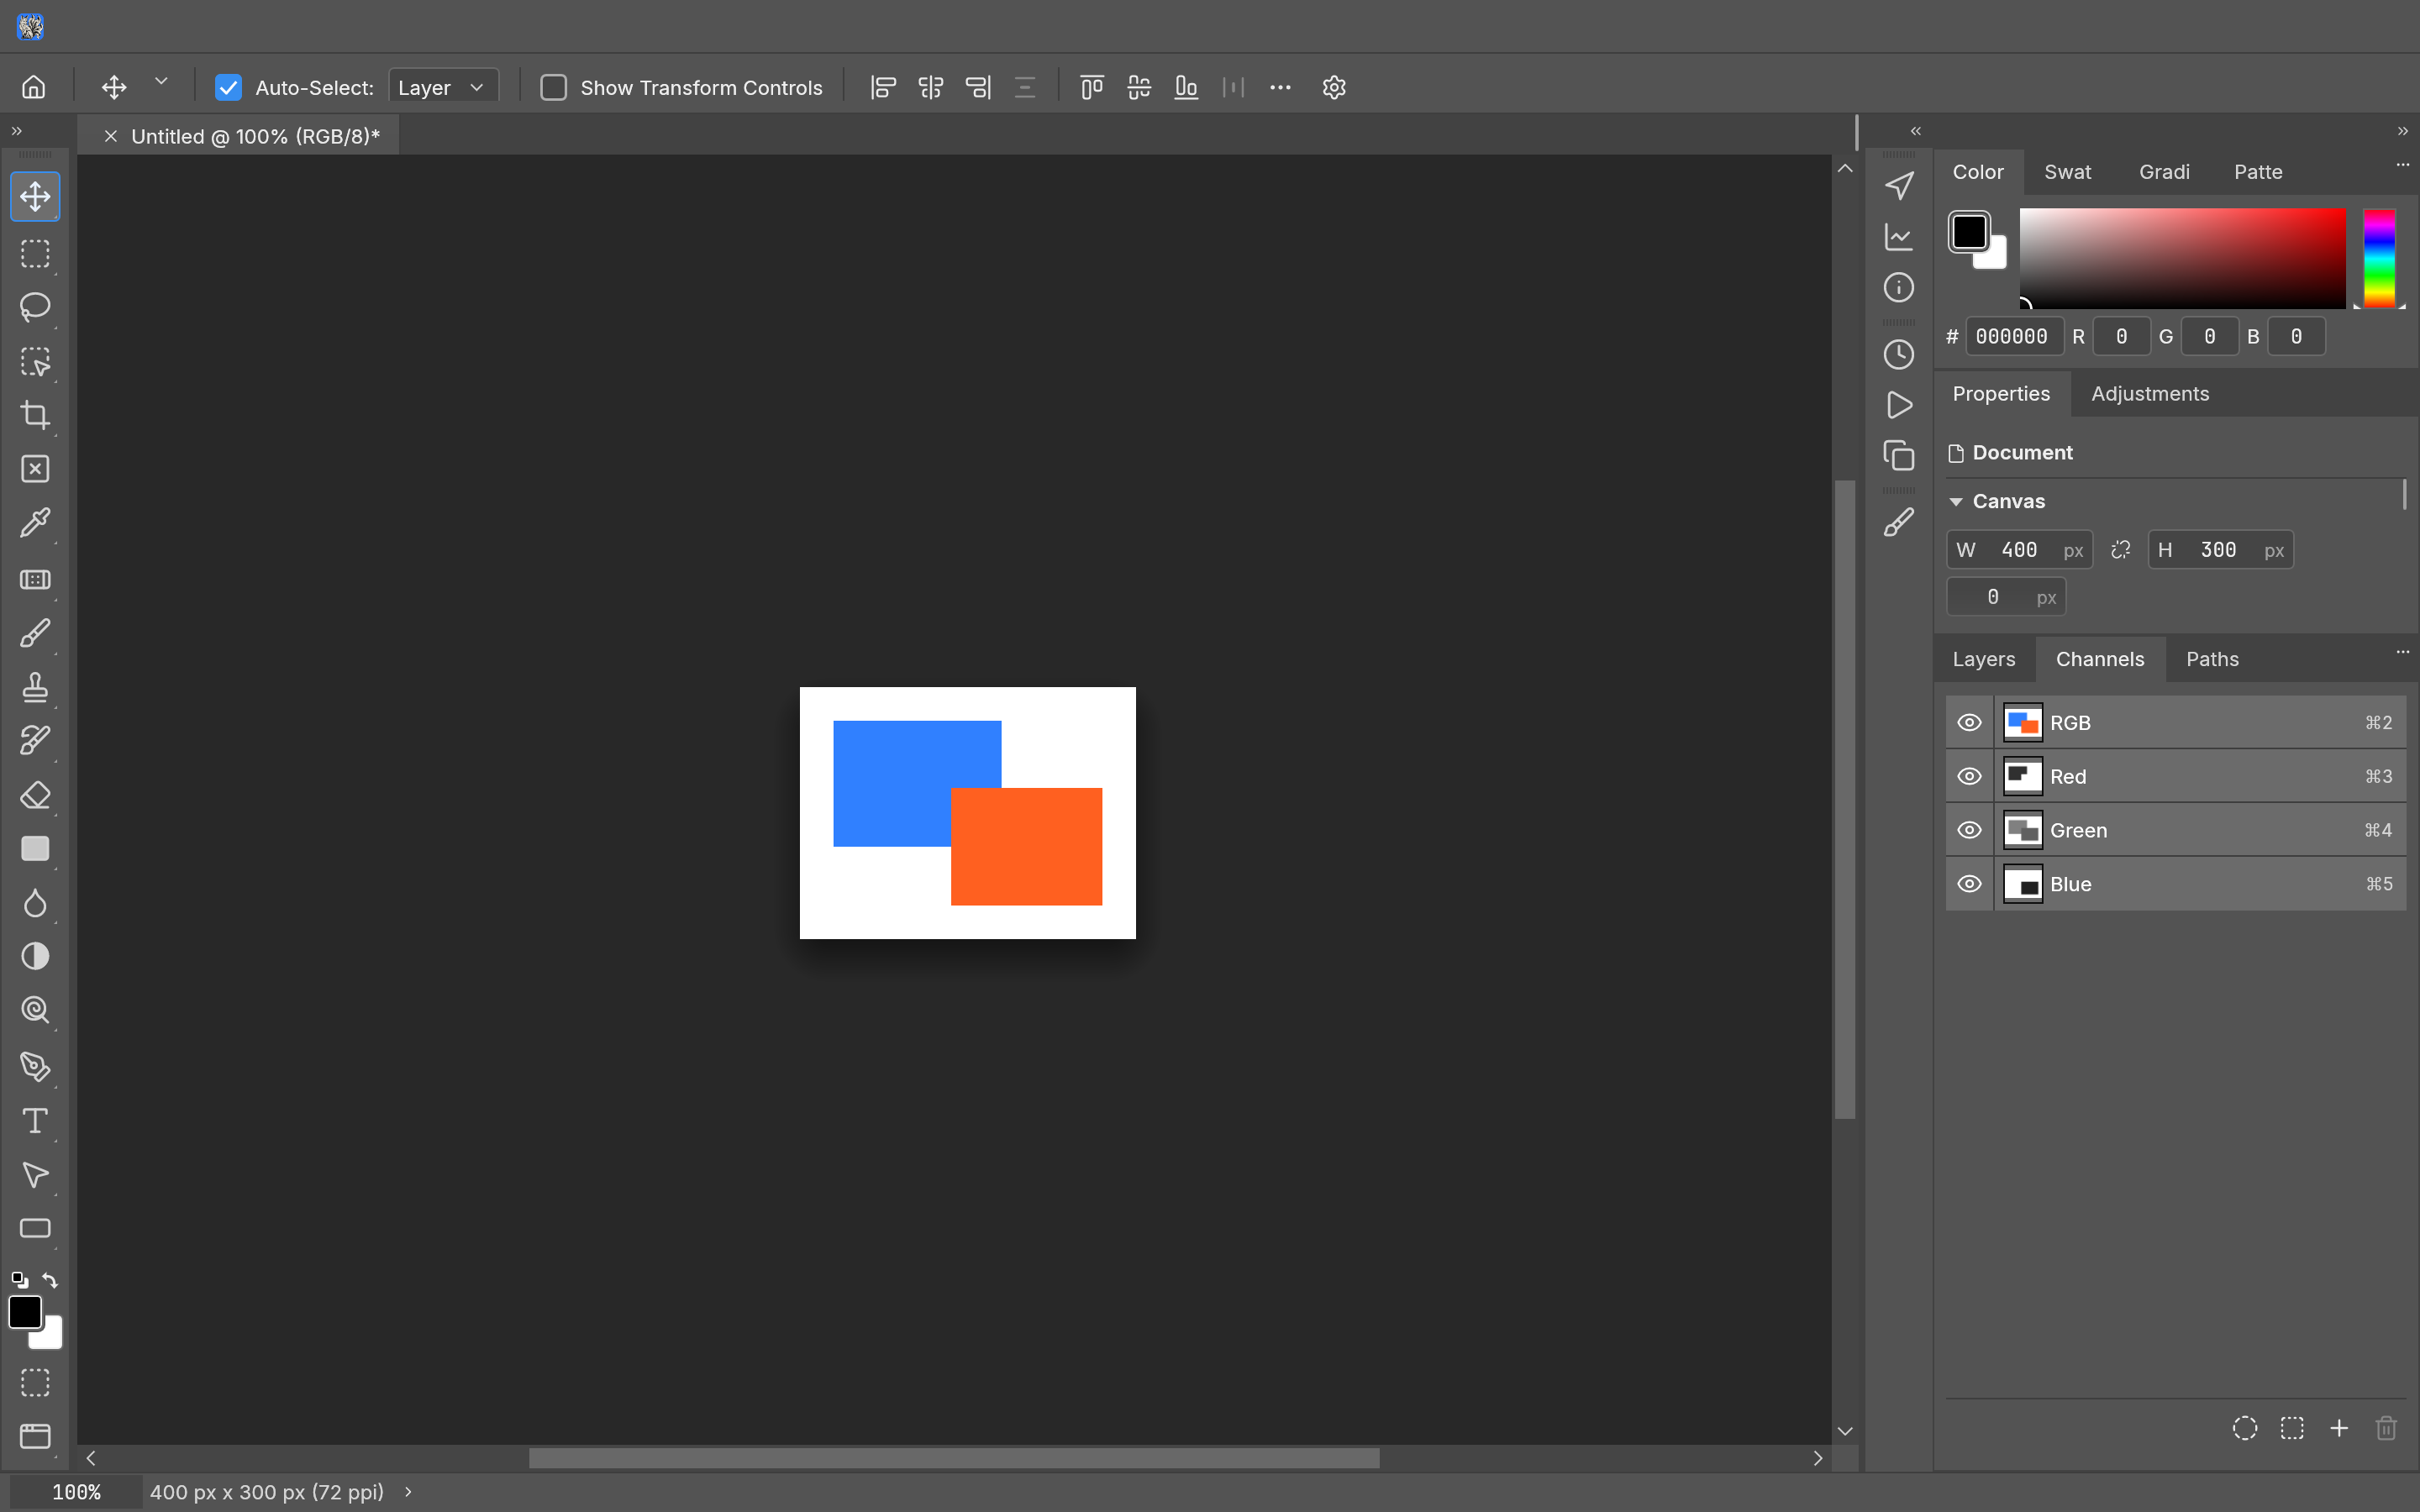 Auto-Select: Layer Show Transform Controls
Untitled @ 100% (RGB/8)*
Color Swat Gradi Patte
# 000000 R 0 G 0 B 0
Properties Adjustments
Document
Canvas
W 400 px H 300 px
0 px
Layers Channels Paths
RGB ⌘2
Red ⌘3
Green ⌘4
Blue ⌘5
100% 400 px x 300 px (72 ppi)